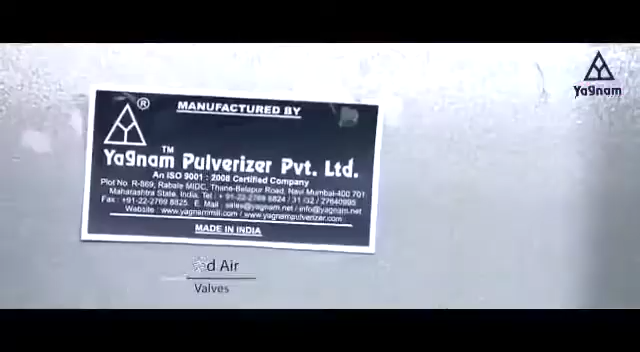 Yagnam
MANUFACTURED BY
®
Yagnam Pulverizer Pvt. Ltd.
TM
An ISO 9001 : 2008 Certified Company
Plot No. R-869, Rabale MIDC, Thane-Belapur Road, Navi Mumbai-400 701
Maharashtra State, India, Tel : + 91-22-2769 8824 / 31 /32 / 27640995
Fax : +91-22-2769 8825. E. Mail : sales@yagnam.net / info@yagnam.net
Website : www.yagnammill.com / www.yagnampulverizer.com
MADE IN INDIA
Air
Valves